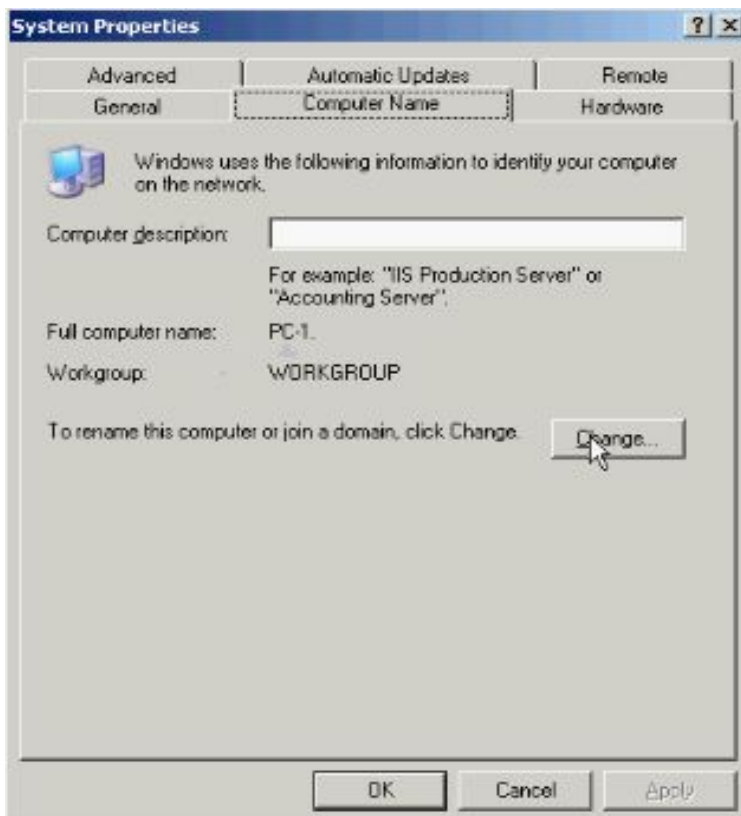 System Properties
Advanced Automatic Updates Remote
General Computer Name Hardware
Windows uses the following information to identify your computer
on the network.
Computer description:
For example: "IIS Production Server" or
"Accounting Server".
Full computer name: PC-1.
Workgroup: WORKGROUP
To rename this computer or join a domain, click Change. Change...
OK Cancel Apply